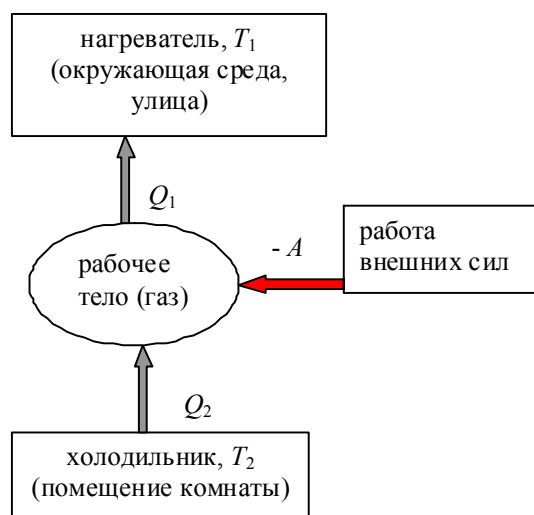 нагреватель, T₁
(окружающая среда,
улица)
Q₁
- A
работа
внешних сил
рабочее
тело (газ)
Q₂
холодильник, T₂
(помещение комнаты)